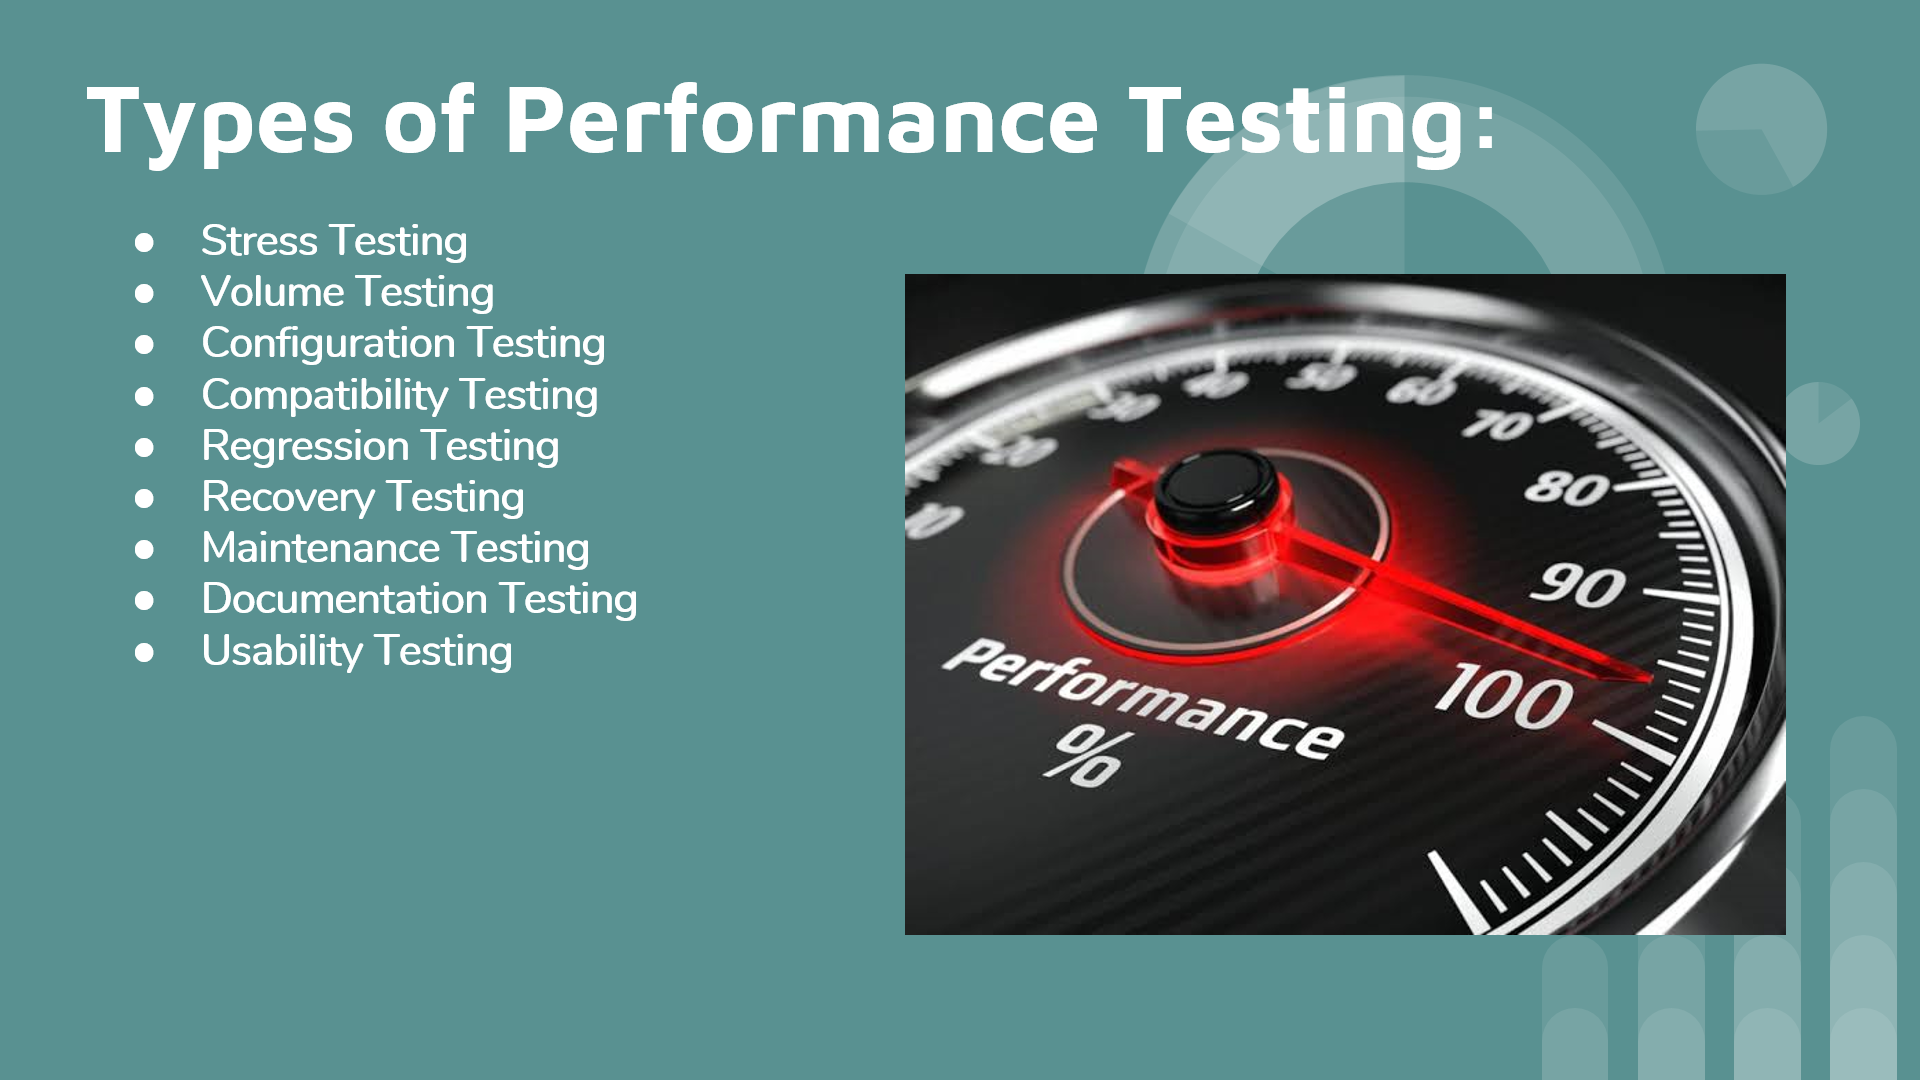 Types of Performance Testing:
● Stress Testing
● Volume Testing
● Configuration Testing
● Compatibility Testing
● Regression Testing
● Recovery Testing
● Maintenance Testing
● Documentation Testing
● Usability Testing
10
20
30
40
50
60
70
80
90
100
Performance
%